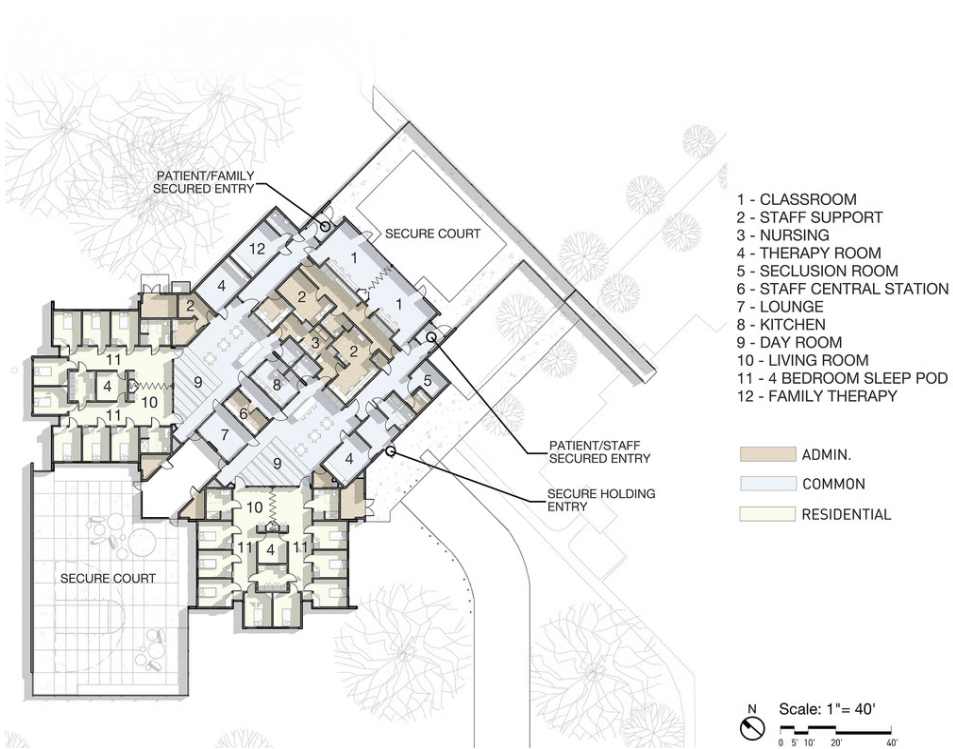 PATIENT/FAMILY
SECURED ENTRY
SECURE COURT
12
1
4
1
2
2
3
2
11
9
8
5
4
10
6
11
7
4
9
10
11
4
11
SECURE COURT
PATIENT/STAFF
SECURED ENTRY
SECURE HOLDING
ENTRY
1 - CLASSROOM
2 - STAFF SUPPORT
3 - NURSING
4 - THERAPY ROOM
5 - SECLUSION ROOM
6 - STAFF CENTRAL STATION
7 - LOUNGE
8 - KITCHEN
9 - DAY ROOM
10 - LIVING ROOM
11 - 4 BEDROOM SLEEP POD
12 - FAMILY THERAPY
ADMIN.
COMMON
RESIDENTIAL
N
Scale: 1"= 40'
0 5' 10' 20' 40'